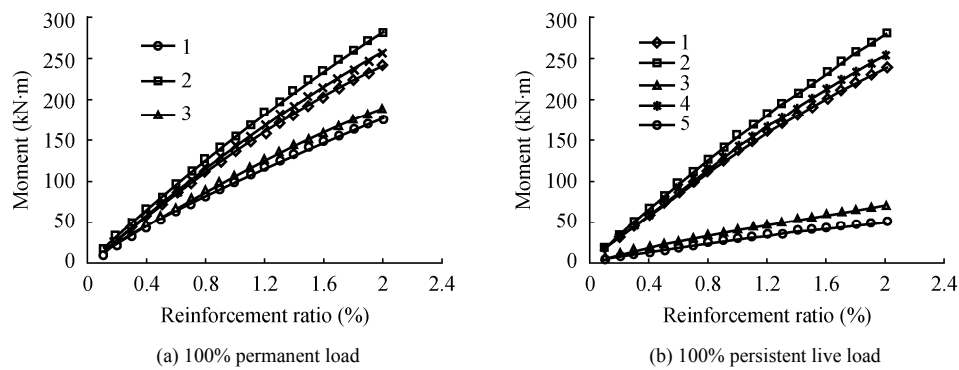 300
250
200
150
100
50
0
Moment (kN·m)
1
2
3
0 0.4 0.8 1.2 1.6 2 2.4
Reinforcement ratio (%)
(a) 100% permanent load
300
250
200
150
100
50
0
Moment (kN·m)
1
2
3
4
5
0 0.4 0.8 1.2 1.6 2 2.4
Reinforcement ratio (%)
(b) 100% persistent live load